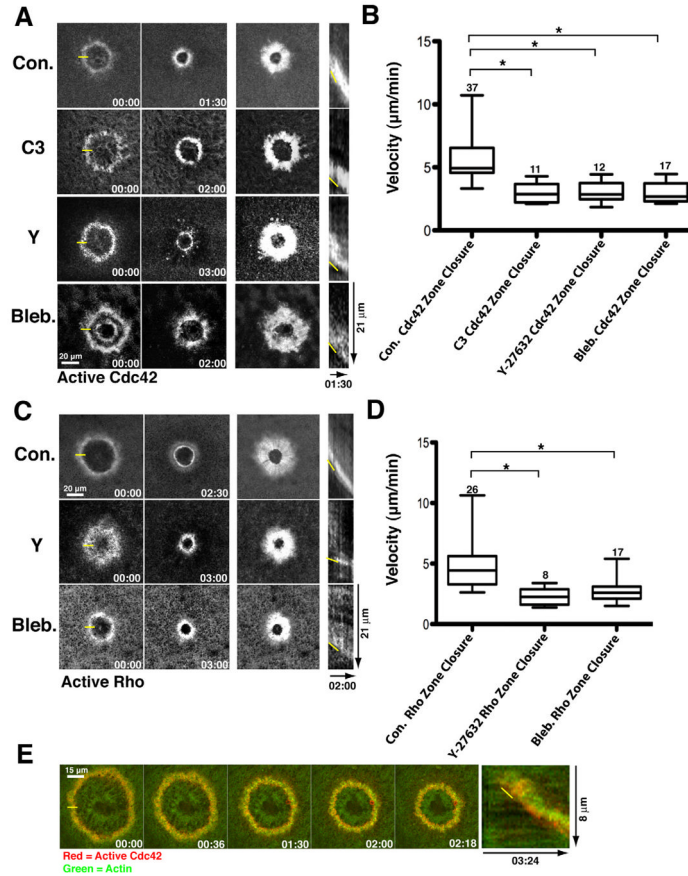 A
Con.
00:00
01:30
C3
00:00
02:00
Y
00:00
03:00
Bleb.
20 µm
00:00
02:00
21 µm
01:30
Active Cdc42
B
Velocity (µm/min)
15
10
5
0
*
*
*
37
11
12
17
Con. Cdc42 Zone Closure
C3 Cdc42 Zone Closure
Y-27632 Cdc42 Zone Closure
Bleb. Cdc42 Zone Closure
C
Con.
20 µm
00:00
02:30
Y
00:00
03:00
Bleb.
00:00
03:00
21 µm
02:00
Active Rho
D
Velocity (µm/min)
15
10
5
0
*
*
26
8
17
Con. Rho Zone Closure
Y-27632 Rho Zone Closure
Bleb. Rho Zone Closure
E
15 µm
00:00
00:36
01:30
02:00
02:18
8 µm
03:24
Red = Active Cdc42
Green = Actin